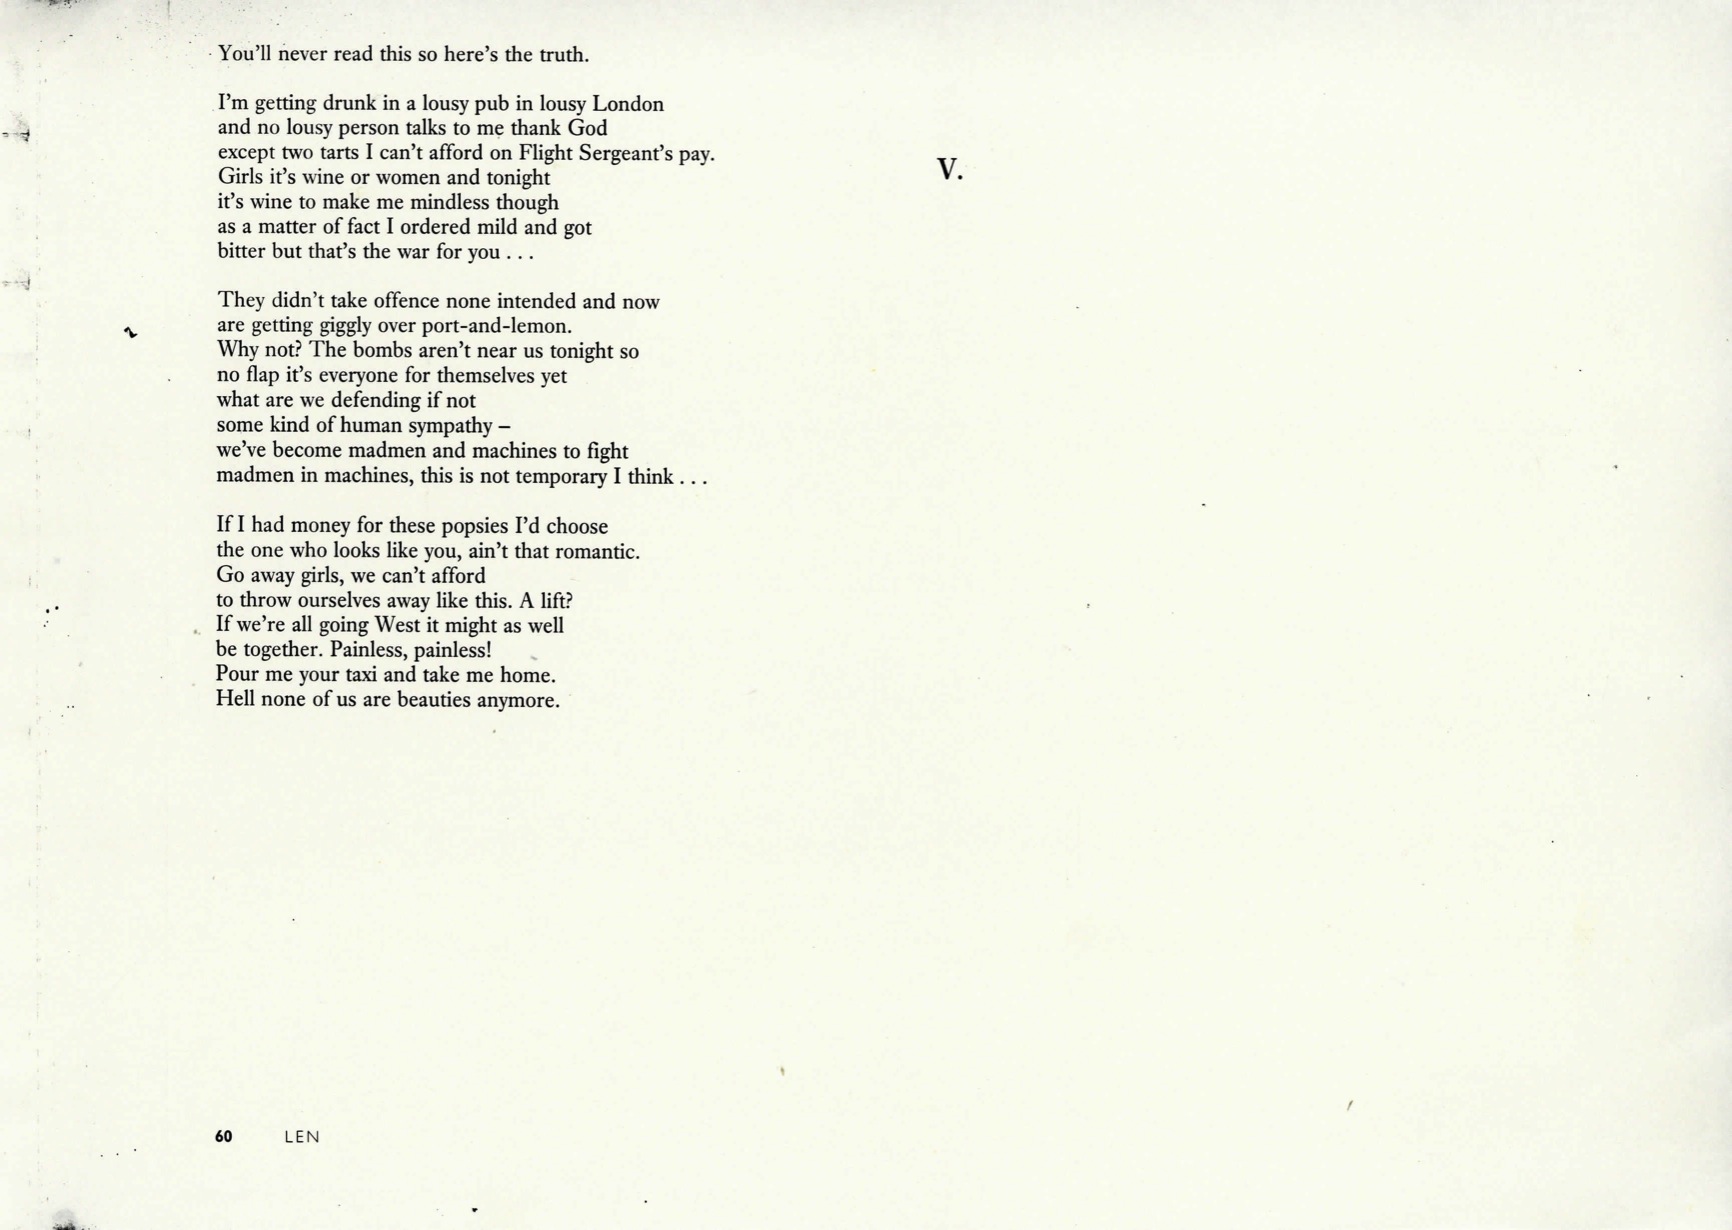 You'll never read this so here's the truth.

I'm getting drunk in a lousy pub in lousy London
and no lousy person talks to me thank God
except two tarts I can't afford on Flight Sergeant's pay.
Girls it's wine or women and tonight
it's wine to make me mindless though
as a matter of fact I ordered mild and got
bitter but that's the war for you . . .

They didn't take offence none intended and now
are getting giggly over port-and-lemon.
Why not? The bombs aren't near us tonight so
no flap it's everyone for themselves yet
what are we defending if not
some kind of human sympathy –
we've become madmen and machines to fight
madmen in machines, this is not temporary I think . . .

If I had money for these popsies I'd choose
the one who looks like you, ain't that romantic.
Go away girls, we can't afford
to throw ourselves away like this. A lift?
If we're all going West it might as well
be together. Painless, painless!
Pour me your taxi and take me home.
Hell none of us are beauties anymore.

60 LEN

V.